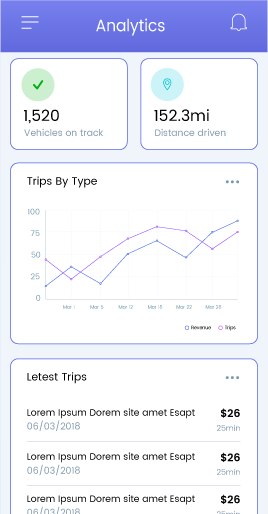 Analytics
1,520
Vehicles on track
152.3mi
Distance driven
Trips By Type
100
75
50
25
0
Mar 1 Mar 5 Mar 12 Mar 15 Mar 22 Mar 25
Revenue Trips
Letest Trips
Lorem Ipsum Dorem site amet Esapt $26
06/03/2018 25min
Lorem Ipsum Dorem site amet Esapt $26
06/03/2018 25min
Lorem Ipsum Dorem site amet Esapt $26
06/03/2018 25min